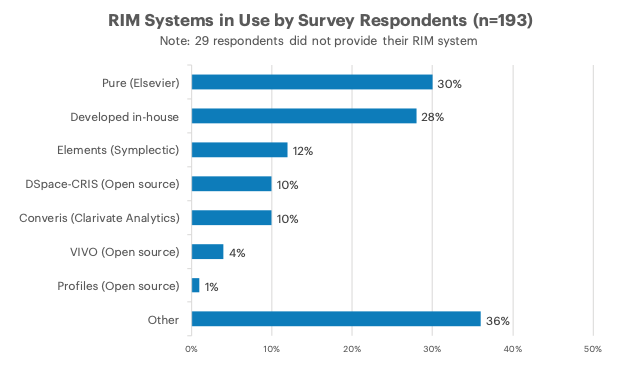 RIM Systems in Use by Survey Respondents (n=193)
Note: 29 respondents did not provide their RIM system
Pure (Elsevier) 30%
Developed in-house 28%
Elements (Symplectic) 12%
DSpace-CRIS (Open source) 10%
Converis (Clarivate Analytics) 10%
VIVO (Open source) 4%
Profiles (Open source) 1%
Other 36%
0% 10% 20% 30% 40% 50%